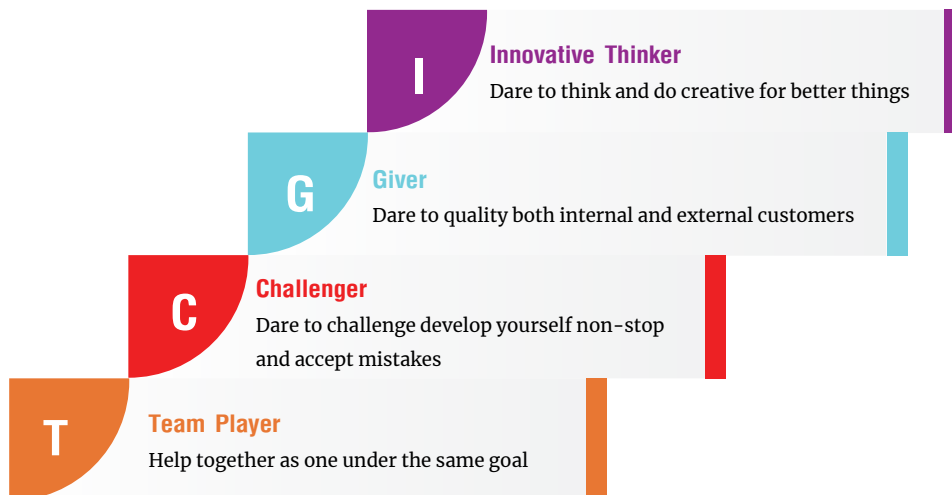 I
Innovative Thinker
Dare to think and do creative for better things
G
Giver
Dare to quality both internal and external customers
C
Challenger
Dare to challenge develop yourself non-stop
and accept mistakes
T
Team Player
Help together as one under the same goal